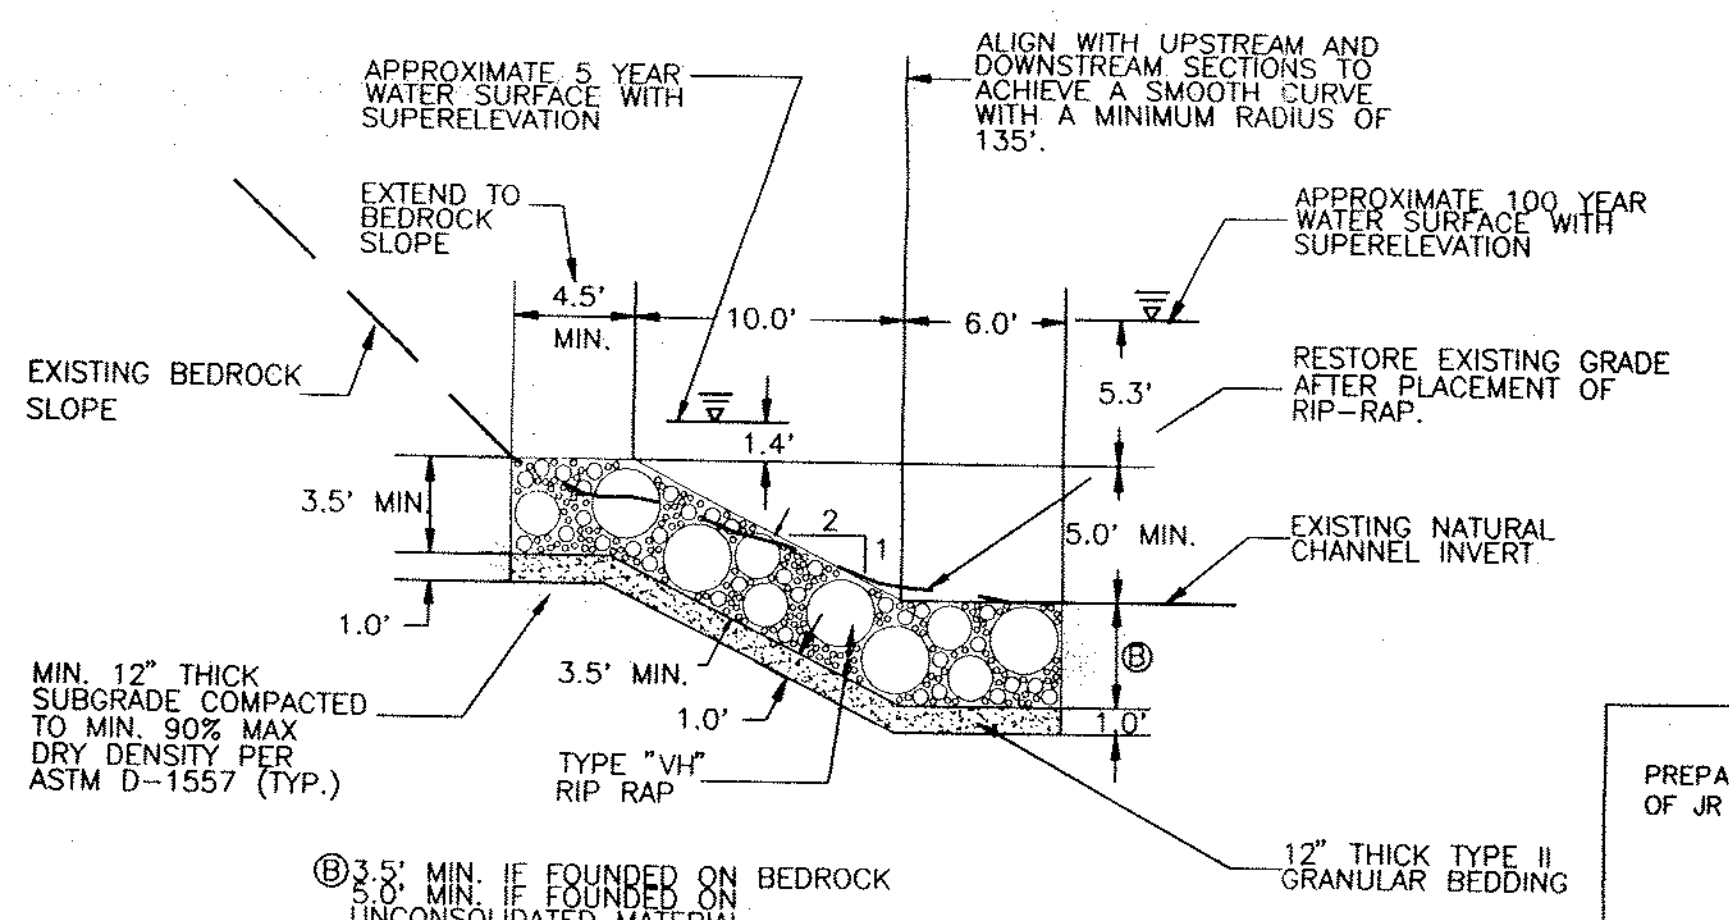 APPROXIMATE 5 YEAR
WATER SURFACE WITH
SUPERELEVATION
ALIGN WITH UPSTREAM AND
DOWNSTREAM SECTIONS TO
ACHIEVE A SMOOTH CURVE
WITH A MINIMUM RADIUS OF
135'.
EXTEND TO
BEDROCK
SLOPE
APPROXIMATE 100 YEAR
WATER SURFACE WITH
SUPERELEVATION
4.5'
MIN.
10.0'
6.0'
EXISTING BEDROCK
SLOPE
5.3'
RESTORE EXISTING GRADE
AFTER PLACEMENT OF
RIP-RAP.
1.4'
3.5' MIN.
2
1
5.0' MIN.
EXISTING NATURAL
CHANNEL INVERT
1.0'
MIN. 12" THICK
SUBGRADE COMPACTED
TO MIN. 90% MAX
DRY DENSITY PER
ASTM D-1557 (TYP.)
3.5' MIN.
1.0'
B
1.0'
TYPE "VH"
RIP RAP
PREPA
OF JR
12" THICK TYPE II
GRANULAR BEDDING
B 3.5' MIN. IF FOUNDED ON BEDROCK
5.0' MIN. IF FOUNDED ON
UNCONSOLIDATED MATERIAL